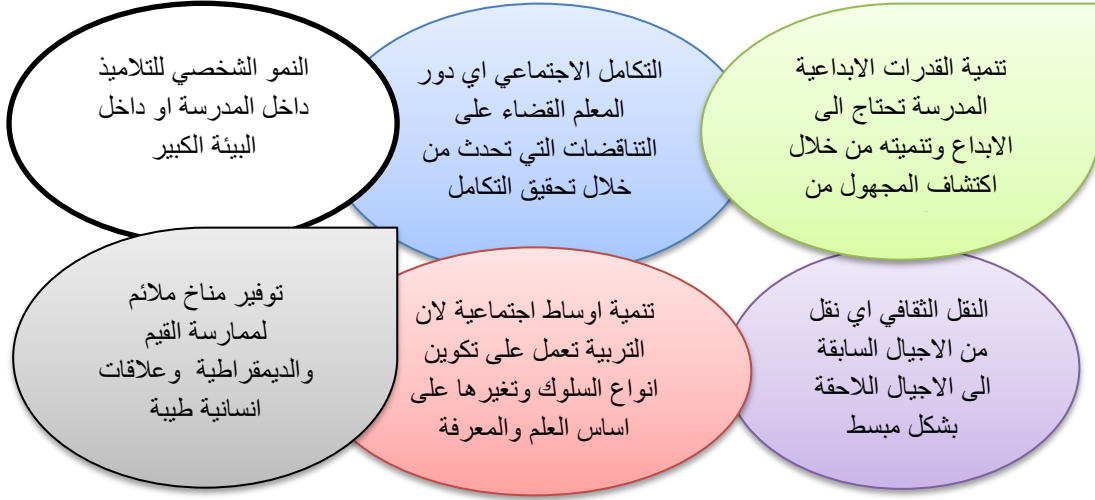 تنمية القدرات الابداعية
المدرسة تحتاج الى
الابداع وتنميته من خلال
اكتشاف المجهول من
التكامل الاجتماعي اي دور
المعلم القضاء على
التناقضات التي تحدث من
خلال تحقيق التكامل
النمو الشخصي للتلاميذ
داخل المدرسة او داخل
البيئة الكبير
النقل الثقافي اي نقل
من الاجيال السابقة
الى الاجيال اللاحقة
بشكل مبسط
تنمية اوساط اجتماعية لان
التربية تعمل على تكوين
انواع السلوك وتغيرها على
اساس العلم والمعرفة
توفير مناخ ملائم
لممارسة القيم
والديمقراطية وعلاقات
انسانية طيبة